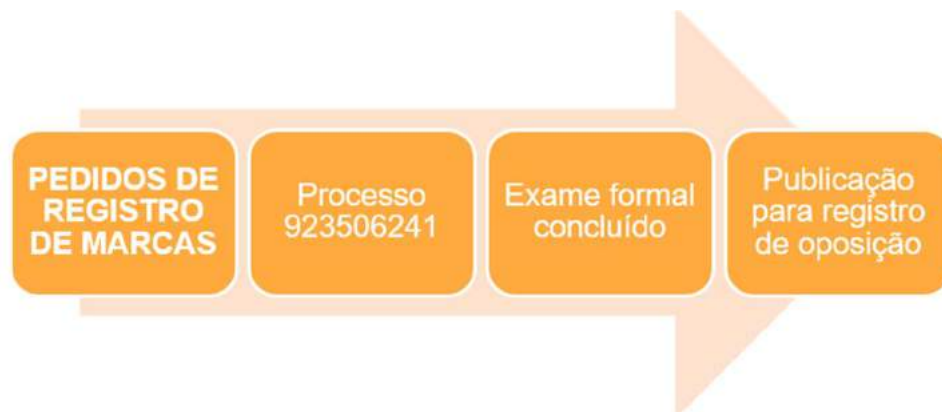 PEDIDOS DE
REGISTRO
DE MARCAS
Processo
923506241
Exame formal
concluído
Publicação
para registro
de oposição